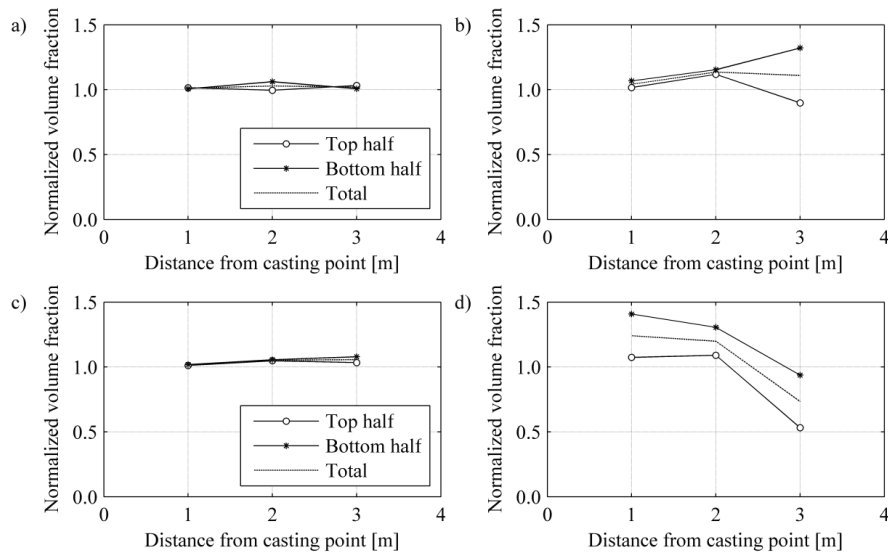 a)
Normalized volume fraction
1.5
1.0
0.5
0.0
0 1 2 3 4
Distance from casting point [m]
Top half
Bottom half
Total
b)
Normalized volume fraction
1.5
1.0
0.5
0.0
0 1 2 3 4
Distance from casting point [m]
c)
Normalized volume fraction
1.5
1.0
0.5
0.0
0 1 2 3 4
Distance from casting point [m]
Top half
Bottom half
Total
d)
Normalized volume fraction
1.5
1.0
0.5
0.0
0 1 2 3 4
Distance from casting point [m]